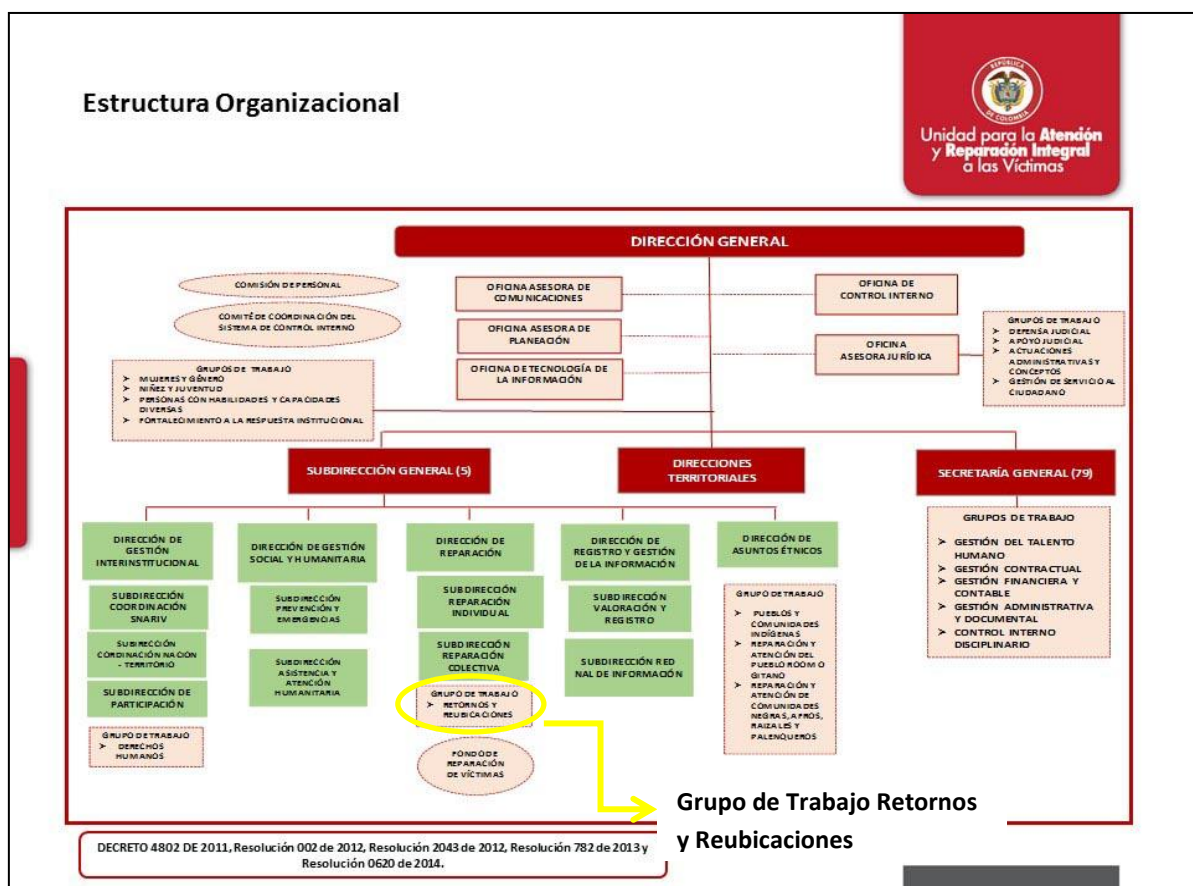 Estructura Organizacional
REPÚBLICA
DE COLOMBIA
Unidad para la Atención
y Reparación Integral
a las Víctimas
DIRECCIÓN GENERAL
COMISIÓN DE PERSONAL
COMITÉ DE COORDINACIÓN DEL
SISTEMA DE CONTROL INTERNO
OFICINA ASESORA DE
COMUNICACIONES
OFICINA DE
CONTROL INTERNO
OFICINA ASESORA DE
PLANEACIÓN
OFICINA
ASESORA JURÍDICA
GRUPOS DE TRABAJO
➢ DEFENSA JUDICIAL
➢ APOYO JUDICIAL
➢ ACTUACIONES
ADMINISTRATIVAS Y
CONCEPTOS
➢ GESTIÓN DE SERVICIO AL
CIUDADANO
OFICINA DE TECNOLOGÍA DE
LA INFORMACIÓN
GRUPOS DE TRABAJO
➢ MUJERES Y GÉNERO
➢ NIÑEZ Y JUVENTUD
➢ PERSONAS CON HABILIDADES Y CAPACIDADES
DIVERSAS
➢ FORTALECIMIENTO A LA RESPUESTA INSTITUCIONAL
SUBDIRECCIÓN GENERAL (5)
DIRECCIONES
TERRITORIALES
SECRETARÍA GENERAL (79)
DIRECCIÓN DE
GESTIÓN
INTERINSTITUCIONAL
SUBDIRECCIÓN
COORDINACIÓN
SNARIV
SUBIRECCIÓN
CORDINACIÓN NACIÓN
- TERRITORIO
SUBDIRECCIÓN DE
PARTICIPACIÓN
GRUPO DE TRABAJO
➢ DERECHOS
HUMANOS
DIRECCIÓN DE GESTIÓN
SOCIAL Y HUMANITARIA
SUBDIRECCIÓN
PREVENCIÓN Y
EMERGENCIAS
SUBDIRECCIÓN
ASISTENCIA Y
ATENCIÓN
HUMANITARIA
DIRECCIÓN DE
REPARACIÓN
SUBDIRECCIÓN
REPARACIÓN
INDIVIDUAL
SUBDIRECCIÓN
REPARACIÓN
COLECTIVA
GRUPO DE TRABAJO
➢ RETORNOS Y
REUBICACIONES
FONDO DE
REPARACIÓN
DE VÍCTIMAS
DIRECCIÓN DE
REGISTRO Y GESTIÓN
DE LA INFORMACIÓN
SUBDIRECCIÓN
VALORACIÓN Y
REGISTRO
SUBDIRECCIÓN RED
NAL DE INFORMACIÓN
DIRECCIÓN DE
ASUNTOS ÉTNICOS
GRUPO DE TRABAJO
➢ PUEBLOS Y
COMUNIDADES
INDÍGENAS
➢ REPARACIÓN Y
ATENCIÓN DEL
PUEBLO ROOM O
GITANO
➢ REPARACIÓN Y
ATENCIÓN DE
COMUNIDADES
NEGRAS, AFROS,
RAIZALES Y
PALENQUEROS
GRUPOS DE TRABAJO
➢ GESTIÓN DEL TALENTO
HUMANO
➢ GESTIÓN CONTRACTUAL
➢ GESTIÓN FINANCIERA Y
CONTABLE
➢ GESTIÓN ADMINISTRATIVA
Y DOCUMENTAL
➢ CONTROL INTERNO
DISCIPLINARIO
Grupo de Trabajo Retornos
y Reubicaciones
DECRETO 4802 DE 2011, Resolución 002 de 2012, Resolución 2043 de 2012, Resolución 782 de 2013 y
Resolución 0620 de 2014.